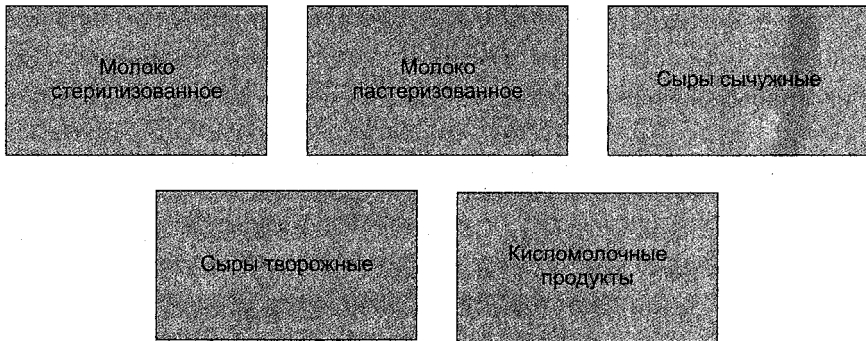 Молоко
стерилизованное
Молоко
пастеризованное
Сыры сычужные
Сыры творожные
Кисломолочные
продукты